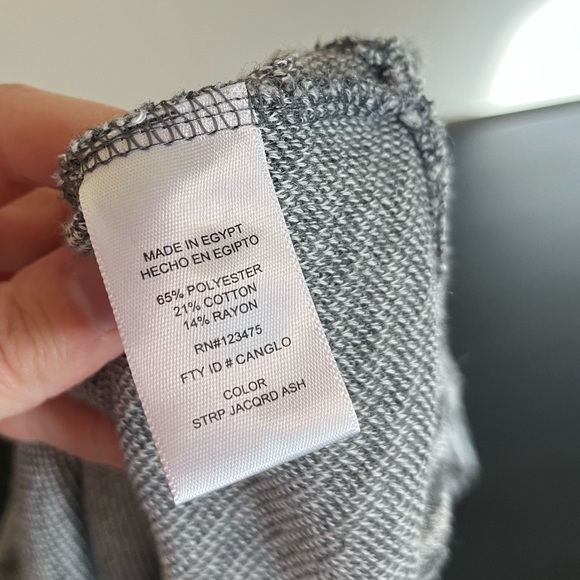 MADE IN EGYPT
HECHO EN EGIPTO
65% POLYESTER
21% COTTON
14% RAYON
RN#123475
FTY ID # CANGLO
COLOR
STRP JACQRD ASH